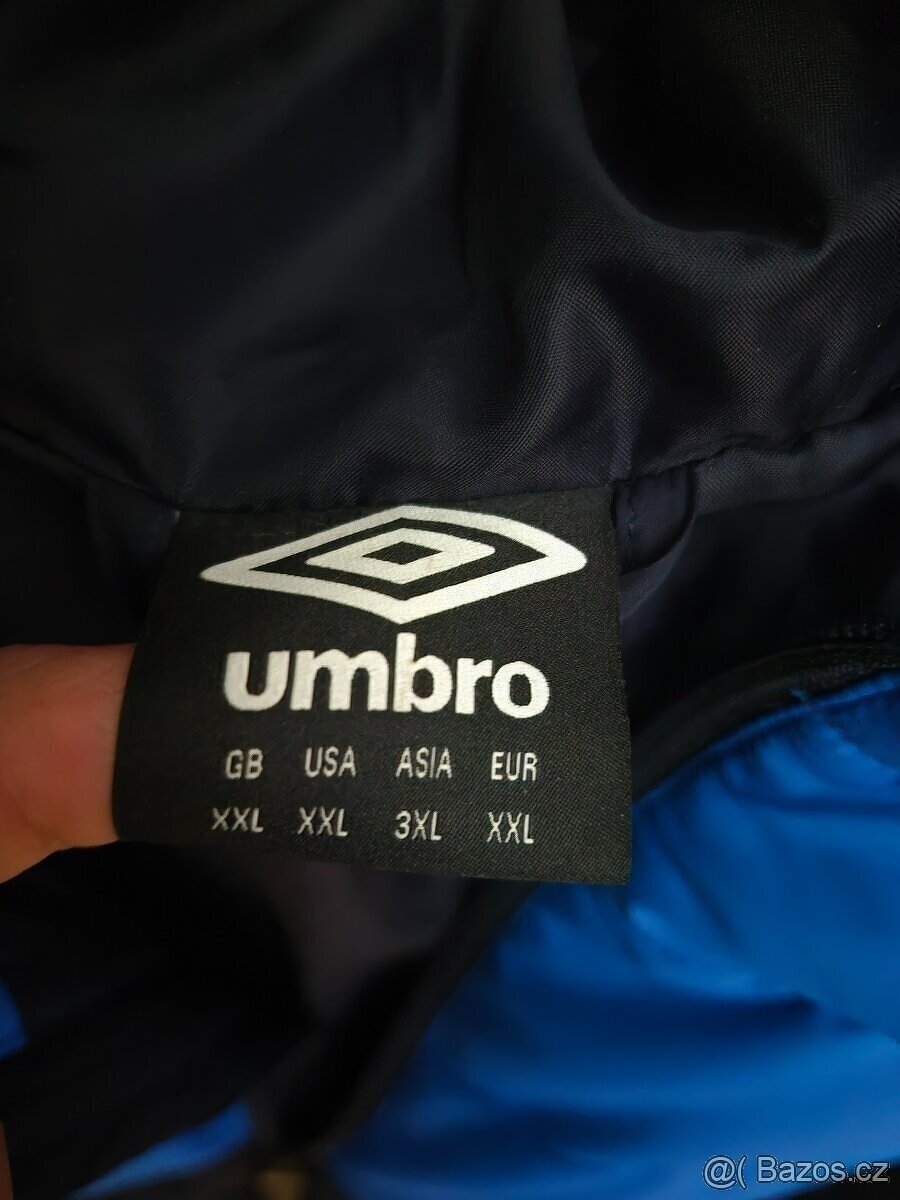 umbro
GB USA ASIA EUR
XXL XXL 3XL XXL
@( Bazos.cz